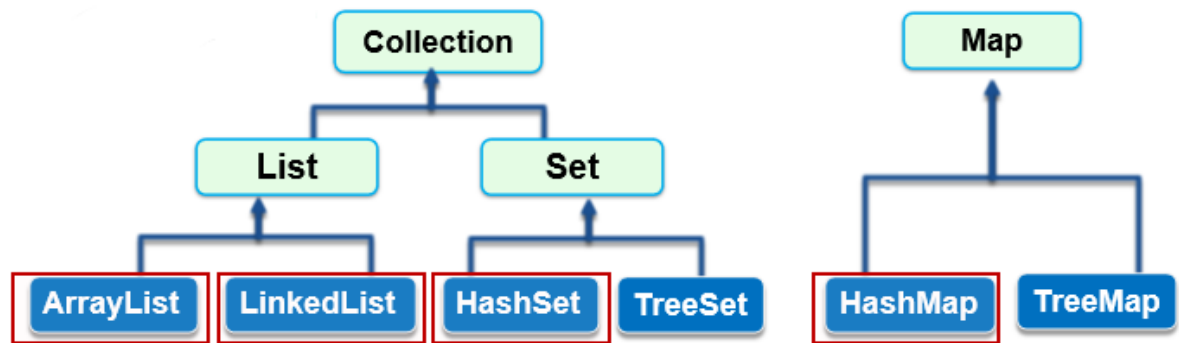 Collection
Map
List
Set
ArrayList
LinkedList
HashSet
TreeSet
HashMap
TreeMap